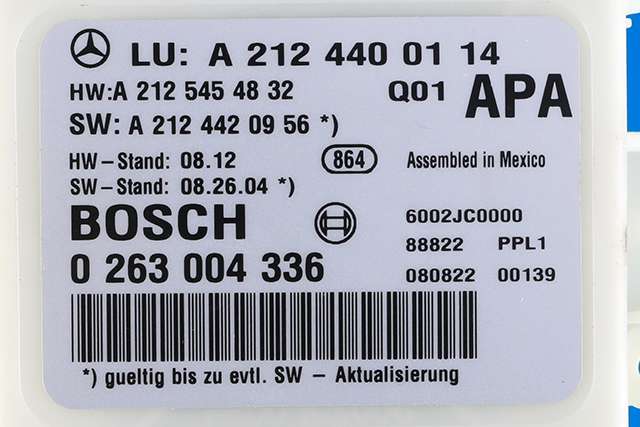 LU: A 212 440 01 14
HW:A 212 545 48 32 Q01 APA
SW: A 212 442 09 56 *)
HW-Stand: 08.12 864 Assembled in Mexico
SW-Stand: 08.26.04 *)
BOSCH 6002JC0000
88822 PPL1
0 263 004 336 080822 00139
*) gueltig bis zu evtl. SW - Aktualisierung